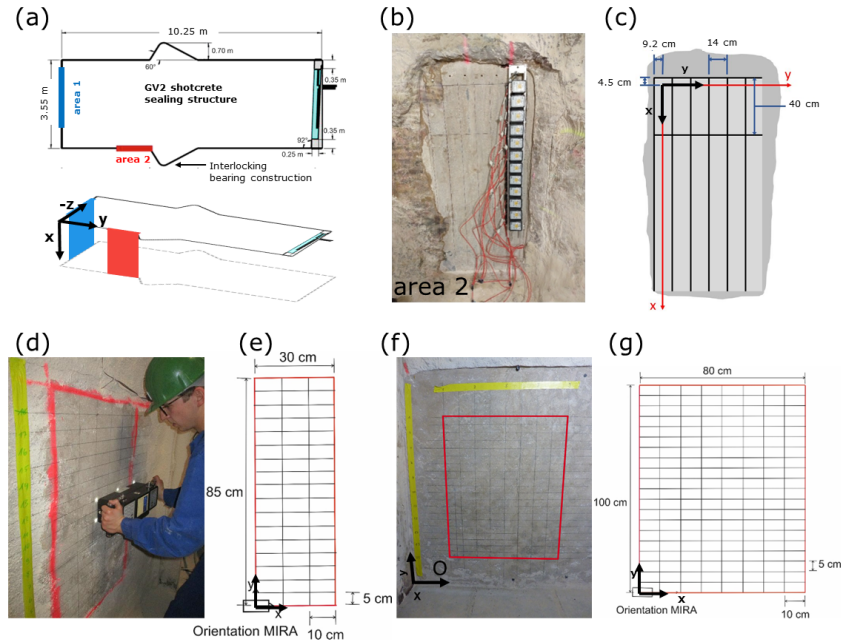 (a)
10.25 m
0.70 m
60°
0.35 m
3.55 m
area 1
GV2 shotcrete
sealing structure
0.35 m
92°
0.25 m
area 2
Interlocking
bearing construction
-z
y
x
(b)
area 2
(c)
9.2 cm
14 cm
4.5 cm
y
y
x
40 cm
x
(d)
(e)
30 cm
85 cm
y
x
5 cm
Orientation MIRA
10 cm
(f)
y
x
O
(g)
80 cm
100 cm
5 cm
y
x
Orientation MIRA
10 cm